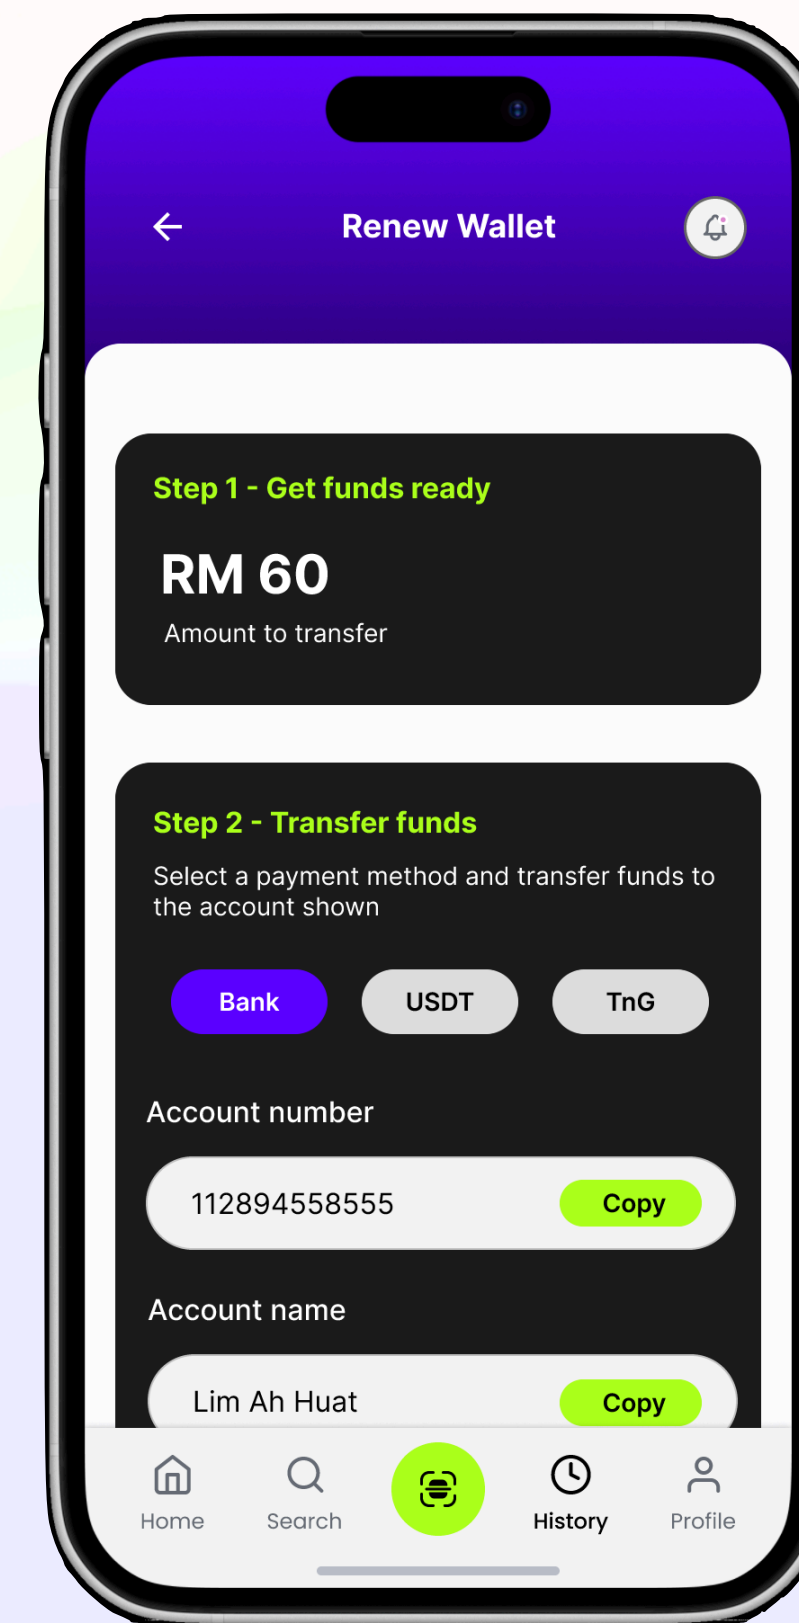 Renew Wallet
Step 1 - Get funds ready
RM 60
Amount to transfer
Step 2 - Transfer funds
Select a payment method and transfer funds to
the account shown
Bank USDT TnG
Account number
112894558555 Copy
Account name
Lim Ah Huat Copy
Home Search History Profile